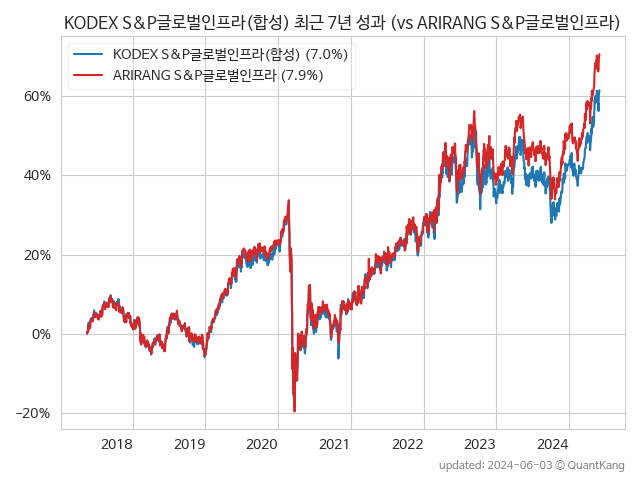 KODEX S&P글로벌인프라(합성) 최근 7년 성과 (vs ARIRANG S&P글로벌인프라)
KODEX S&P글로벌인프라(합성) (7.0%)
ARIRANG S&P글로벌인프라 (7.9%)
60%
40%
20%
0%
−20%
2018 2019 2020 2021 2022 2023 2024
updated: 2024-06-03 © QuantKang